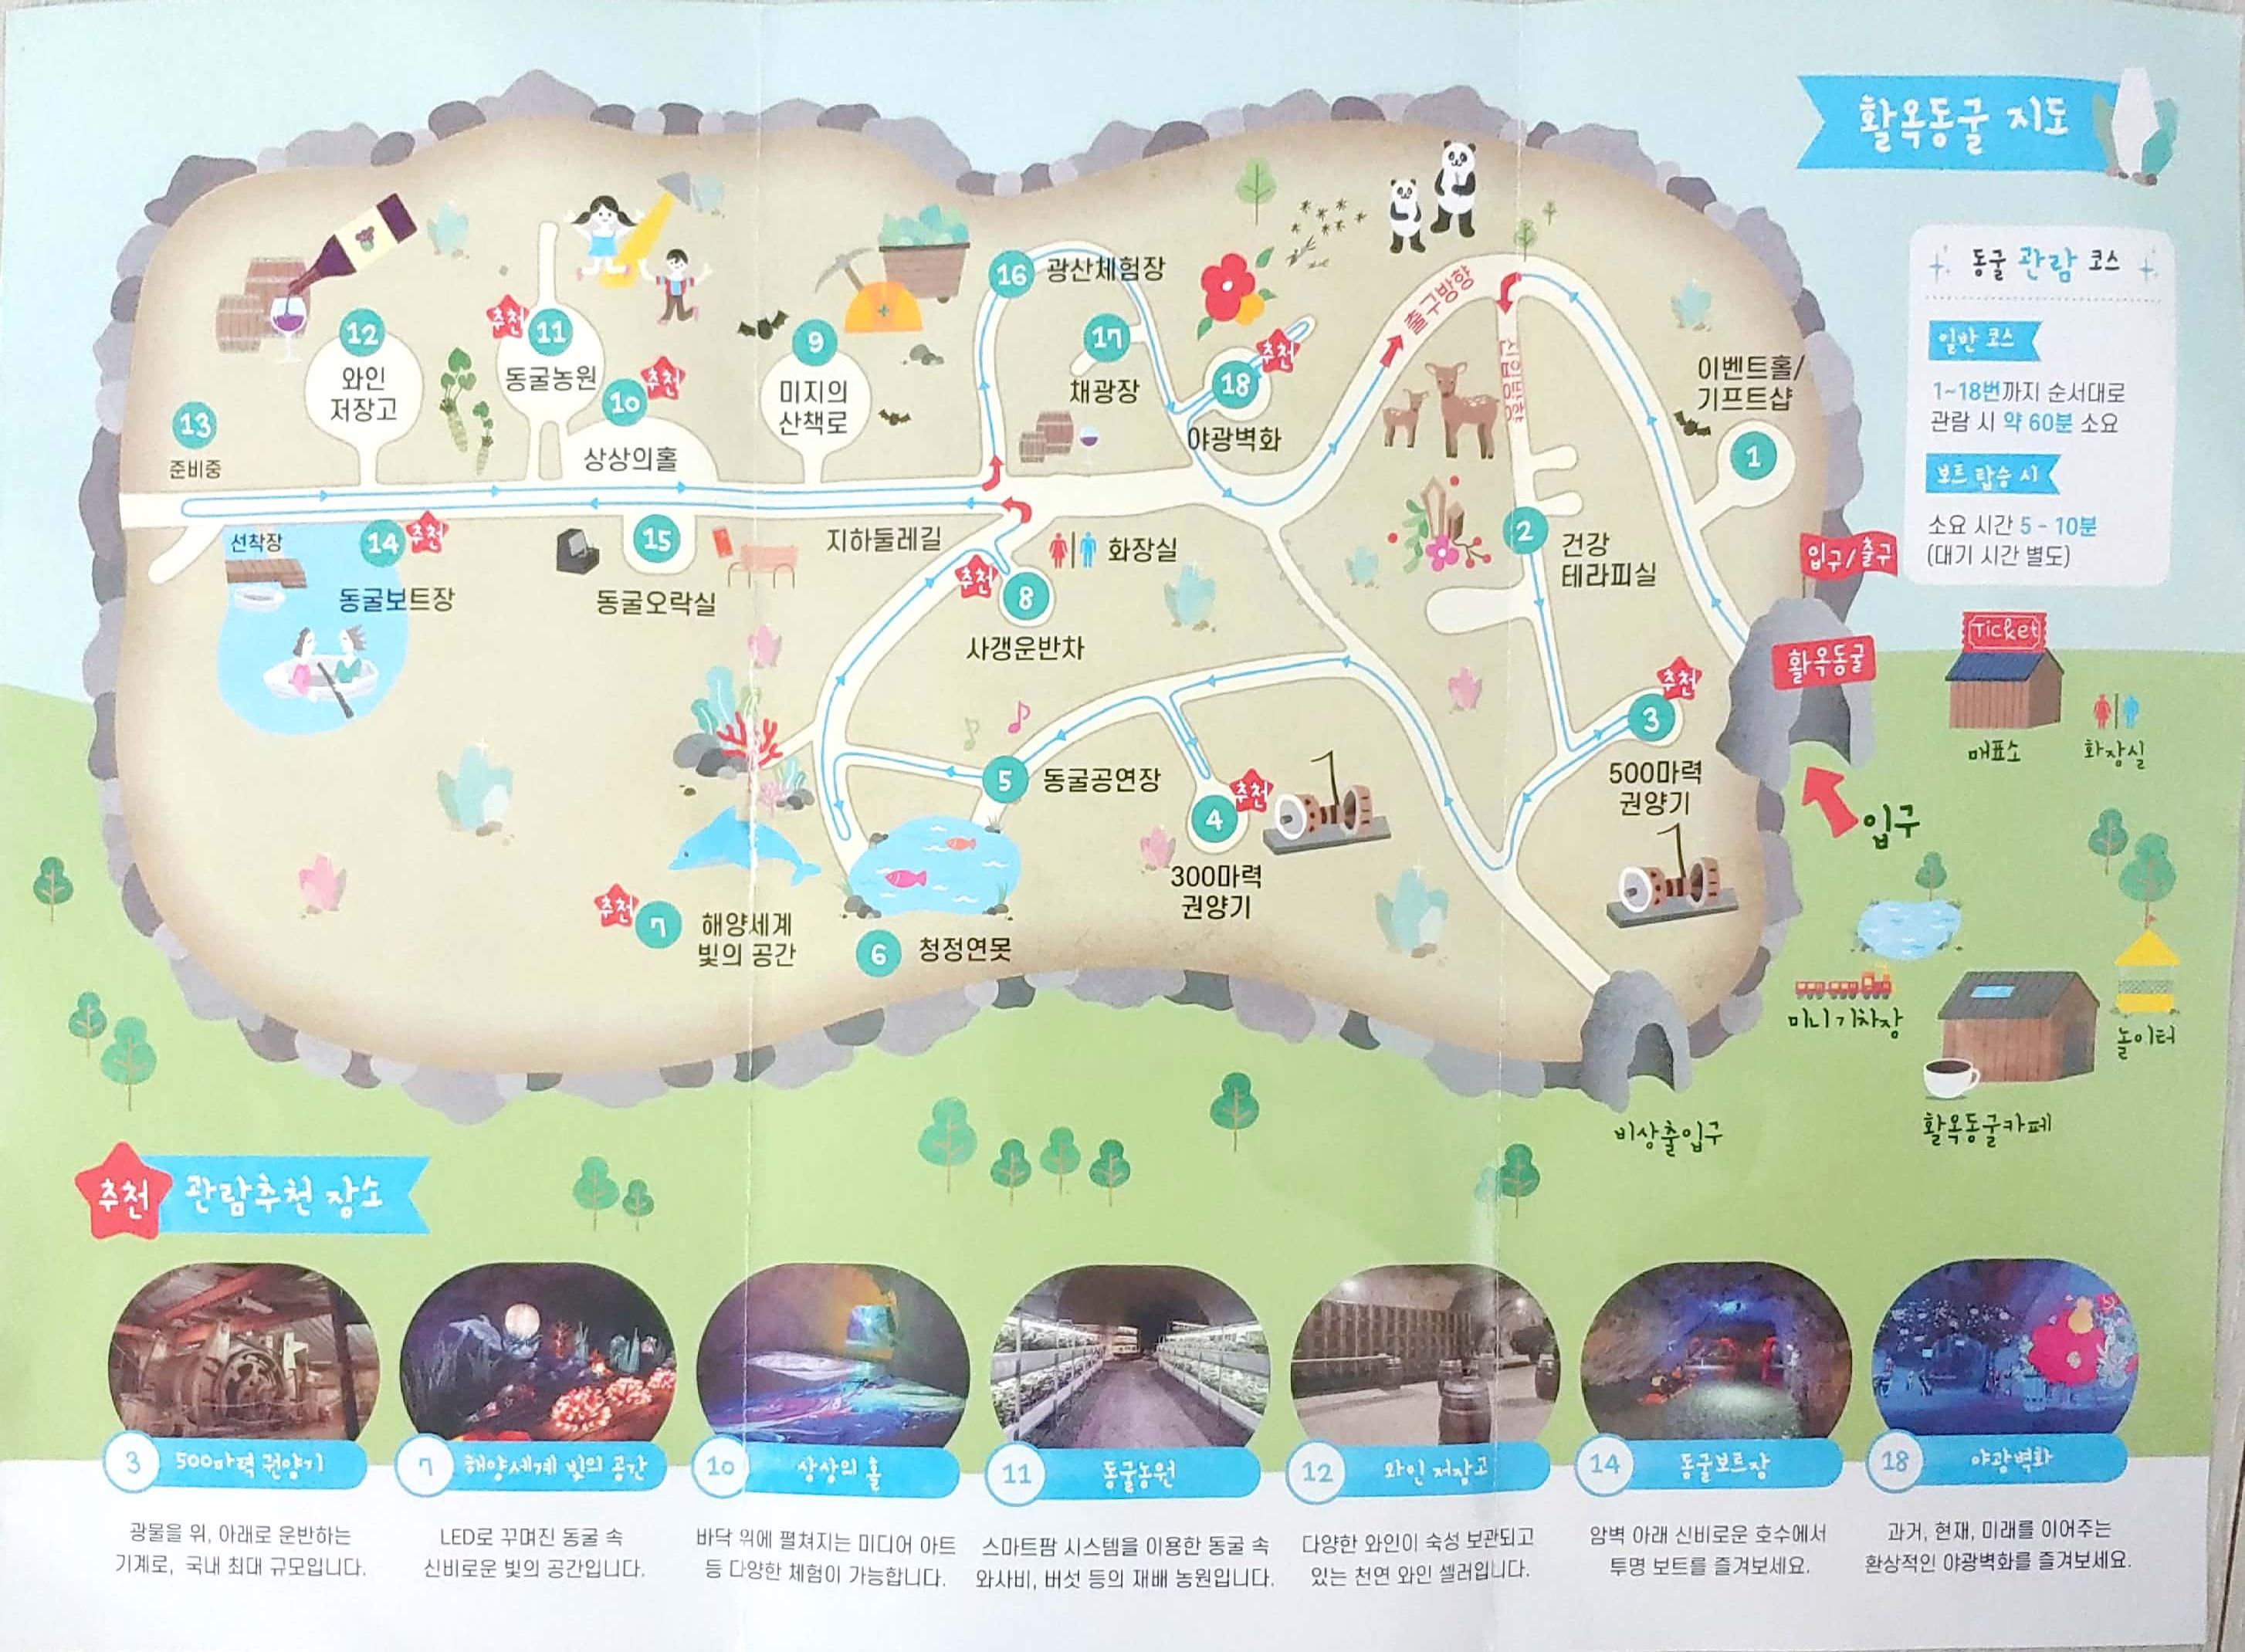 활옥동굴 지도
동굴 관람 코스
일반 코스
1~18번까지 순서대로
관람 시 약 60분 소요
보트 탑승 시
소요 시간 5 - 10분
(대기 시간 별도)
16 광산체험장
출구방향
진입방향
12
와인
저장고
추천 11
동굴농원
10 추천
상상의홀
9
미지의
산책로
17
채광장
18 추천
야광벽화
이벤트홀/
기프트샵
1
13
준비중
선착장
14 추천
동굴보트장
15
동굴오락실
지하둘레길
화장실
추천 8
사갱운반차
2 건강
테라피실
입구/출구
활옥동굴
Ticket
매표소
화장실
입구
3 추천
500마력
권양기
5 동굴공연장
4 추천
300마력
권양기
추천 7 해양세계
빛의 공간
6 청정연못
미니기차장
놀이터
활옥동굴카페
비상출입구
추천 관람추천 장소
3 500마력 권양기
광물을 위, 아래로 운반하는
기계로, 국내 최대 규모입니다.
7 해양세계 빛의 공간
LED로 꾸며진 동굴 속
신비로운 빛의 공간입니다.
10 상상의 홀
바닥 위에 펼쳐지는 미디어 아트
등 다양한 체험이 가능합니다.
11 동굴농원
스마트팜 시스템을 이용한 동굴 속
와사비, 버섯 등의 재배 농원입니다.
12 와인 저장고
다양한 와인이 숙성 보관되고
있는 천연 와인 셀러입니다.
14 동굴보트장
암벽 아래 신비로운 호수에서
투명 보트를 즐겨보세요.
18 야광벽화
과거, 현재, 미래를 이어주는
환상적인 야광벽화를 즐겨보세요.